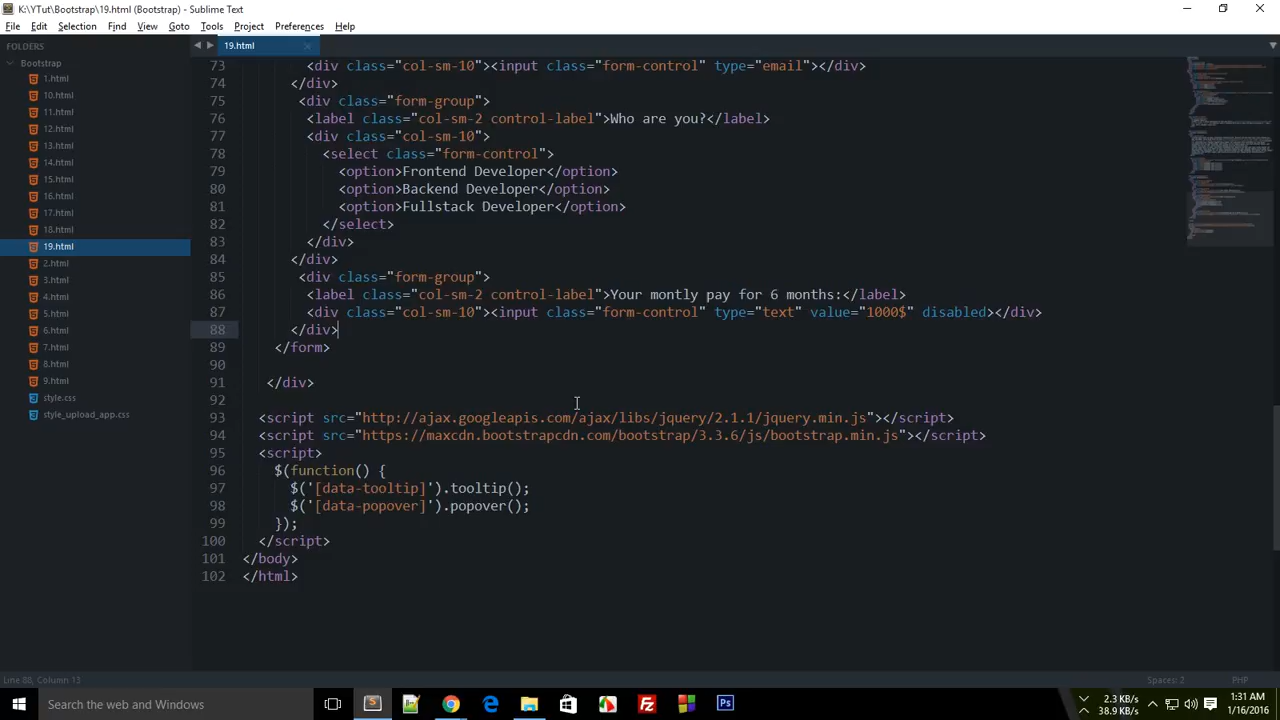 K:\YTut\Bootstrap\19.html (Bootstrap) - Sublime Text
File Edit Selection Find View Goto Tools Project Preferences Help
FOLDERS
Bootstrap
1.html
10.html
11.html
12.html
13.html
14.html
15.html
16.html
17.html
18.html
19.html
2.html
3.html
4.html
5.html
6.html
7.html
8.html
9.html
style.css
style_upload_app.css
19.html
73 <div class="col-sm-10"><input class="form-control" type="email"></div>
74 </div>
75 <div class="form-group">
76 <label class="col-sm-2 control-label">Who are you?</label>
77 <div class="col-sm-10">
78 <select class="form-control">
79 <option>Frontend Developer</option>
80 <option>Backend Developer</option>
81 <option>Fullstack Developer</option>
82 </select>
83 </div>
84 </div>
85 <div class="form-group">
86 <label class="col-sm-2 control-label">Your montly pay for 6 months:</label>
87 <div class="col-sm-10"><input class="form-control" type="text" value="1000$" disabled></div>
88 </div>
89 </form>
90
91 </div>
92
93 <script src="http://ajax.googleapis.com/ajax/libs/jquery/2.1.1/jquery.min.js"></script>
94 <script src="https://maxcdn.bootstrapcdn.com/bootstrap/3.3.6/js/bootstrap.min.js"></script>
95 <script>
96 $(function() {
97 $('[data-tooltip]').tooltip();
98 $('[data-popover]').popover();
99 });
100 </script>
101 </body>
102 </html>
Line 88, Column 13
Spaces: 2
PHP
Search the web and Windows
Ps
2.3 KB/s
38.9 KB/s
1:31 AM
1/16/2016